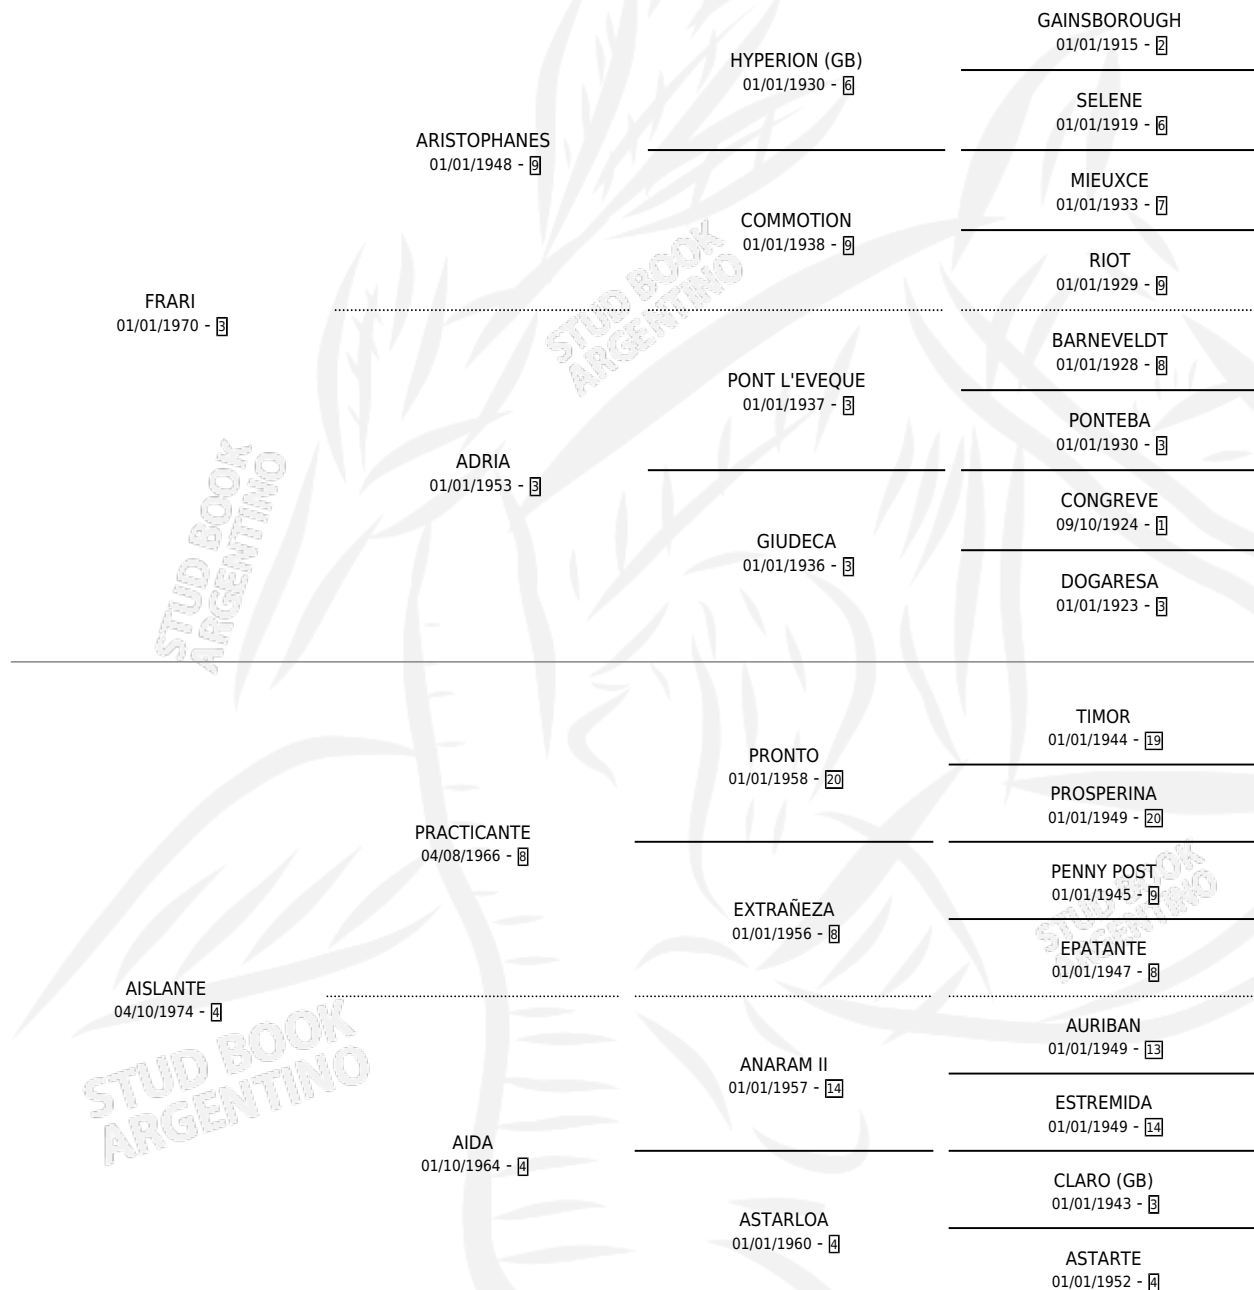 GAINSBOROUGH
01/01/1915 - 2
HYPERION (GB)
01/01/1930 - 6
SELENE
01/01/1919 - 6
ARISTOPHANES
01/01/1948 - 9
MIEUXCE
01/01/1933 - 7
COMMOTION
01/01/1938 - 9
RIOT
01/01/1929 - 9
FRARI
01/01/1970 - 3
BARNEVELDT
01/01/1928 - 8
PONT L'EVEQUE
01/01/1937 - 3
PONTEBA
01/01/1930 - 3
ADRIA
01/01/1953 - 3
CONGREVE
09/10/1924 - 1
GIUDECA
01/01/1936 - 3
DOGARESA
01/01/1923 - 3
STUD BOOK
ARGENTINO
STUD BOOK
ARGENTINO
TIMOR
01/01/1944 - 19
PRONTO
01/01/1958 - 20
PROSPERINA
01/01/1949 - 20
PRACTICANTE
04/08/1966 - 8
PENNY POST
01/01/1945 - 9
EXTRAÑEZA
01/01/1956 - 8
EPATANTE
01/01/1947 - 8
STUD BOOK
ARGENTINO
AISLANTE
04/10/1974 - 4
AURIBAN
01/01/1949 - 13
ANARAM II
01/01/1957 - 14
ESTREMIDA
01/01/1949 - 14
AIDA
01/10/1964 - 4
CLARO (GB)
01/01/1943 - 3
ASTARLOA
01/01/1960 - 4
ASTARTE
01/01/1952 - 4
STUD BOOK
ARGENTINO